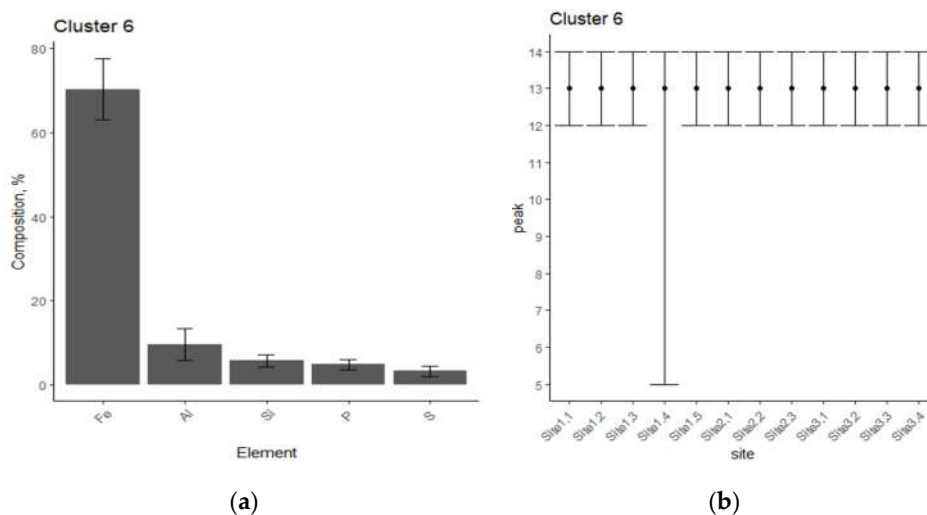 Cluster 6
80
60
40
20
0
Composition, %
Fe
Al
Si
P
S
Element
(a)
Cluster 6
14
13
12
11
10
9
8
7
6
5
peak
Site1.1
Site1.2
Site1.3
Site1.4
Site1.5
Site2.1
Site2.2
Site2.3
Site3.1
Site3.2
Site3.3
Site3.4
site
(b)